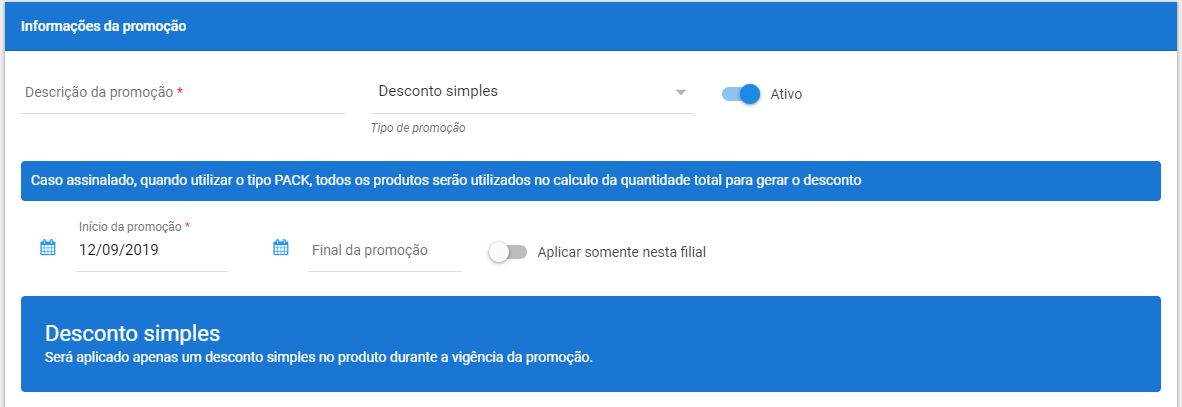 Informações da promoção
Descrição da promoção *
Desconto simples
Ativo
Tipo de promoção
Caso assinalado, quando utilizar o tipo PACK, todos os produtos serão utilizados no calculo da quantidade total para gerar o desconto
Início da promoção *
12/09/2019
Final da promoção
Aplicar somente nesta filial
Desconto simples
Será aplicado apenas um desconto simples no produto durante a vigência da promoção.